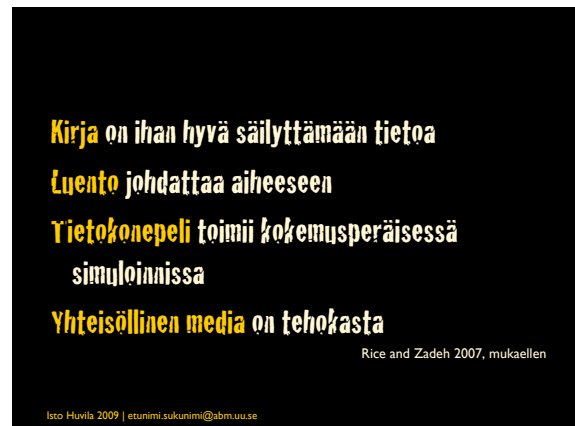 Kirja on ihan hyvä säilyttämään tietoa
Luento johdattaa aiheeseen
Tietokonepeli toimii kokemusperäisessä
simuloinnissa
Yhteisöllinen media on tehokasta
Rice and Zadeh 2007, mukaellen
Isto Huvila 2009 | etunimi.sukunimi@abm.uu.se